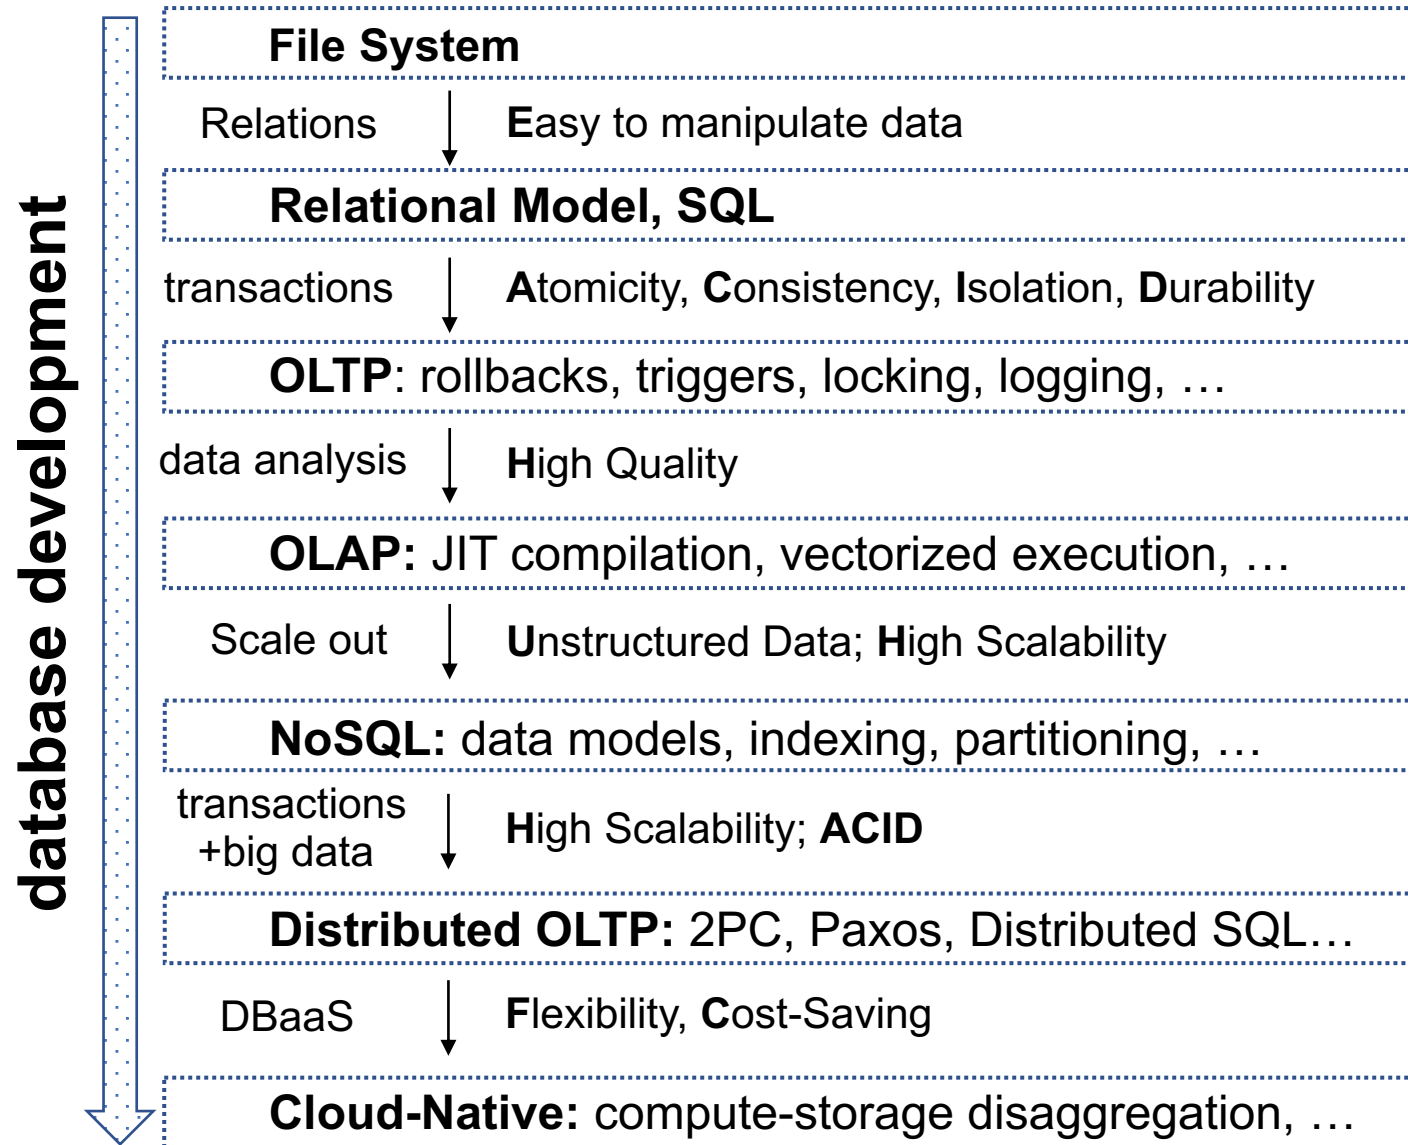 database development
File System
Relations
Easy to manipulate data
Relational Model, SQL
transactions
Atomicity, Consistency, Isolation, Durability
OLTP: rollbacks, triggers, locking, logging, …
data analysis
High Quality
OLAP: JIT compilation, vectorized execution, …
Scale out
Unstructured Data; High Scalability
NoSQL: data models, indexing, partitioning, …
transactions
+big data
High Scalability; ACID
Distributed OLTP: 2PC, Paxos, Distributed SQL…
DBaaS
Flexibility, Cost-Saving
Cloud-Native: compute-storage disaggregation, …